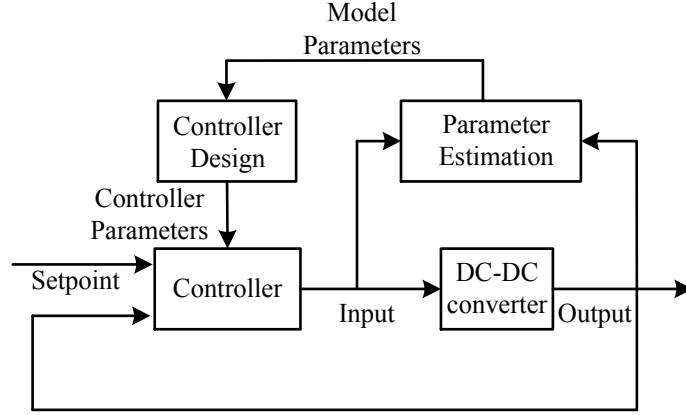 Model
Parameters
Controller
Design
Parameter
Estimation
Controller
Parameters
Setpoint
Controller
Input
DC-DC
converter
Output